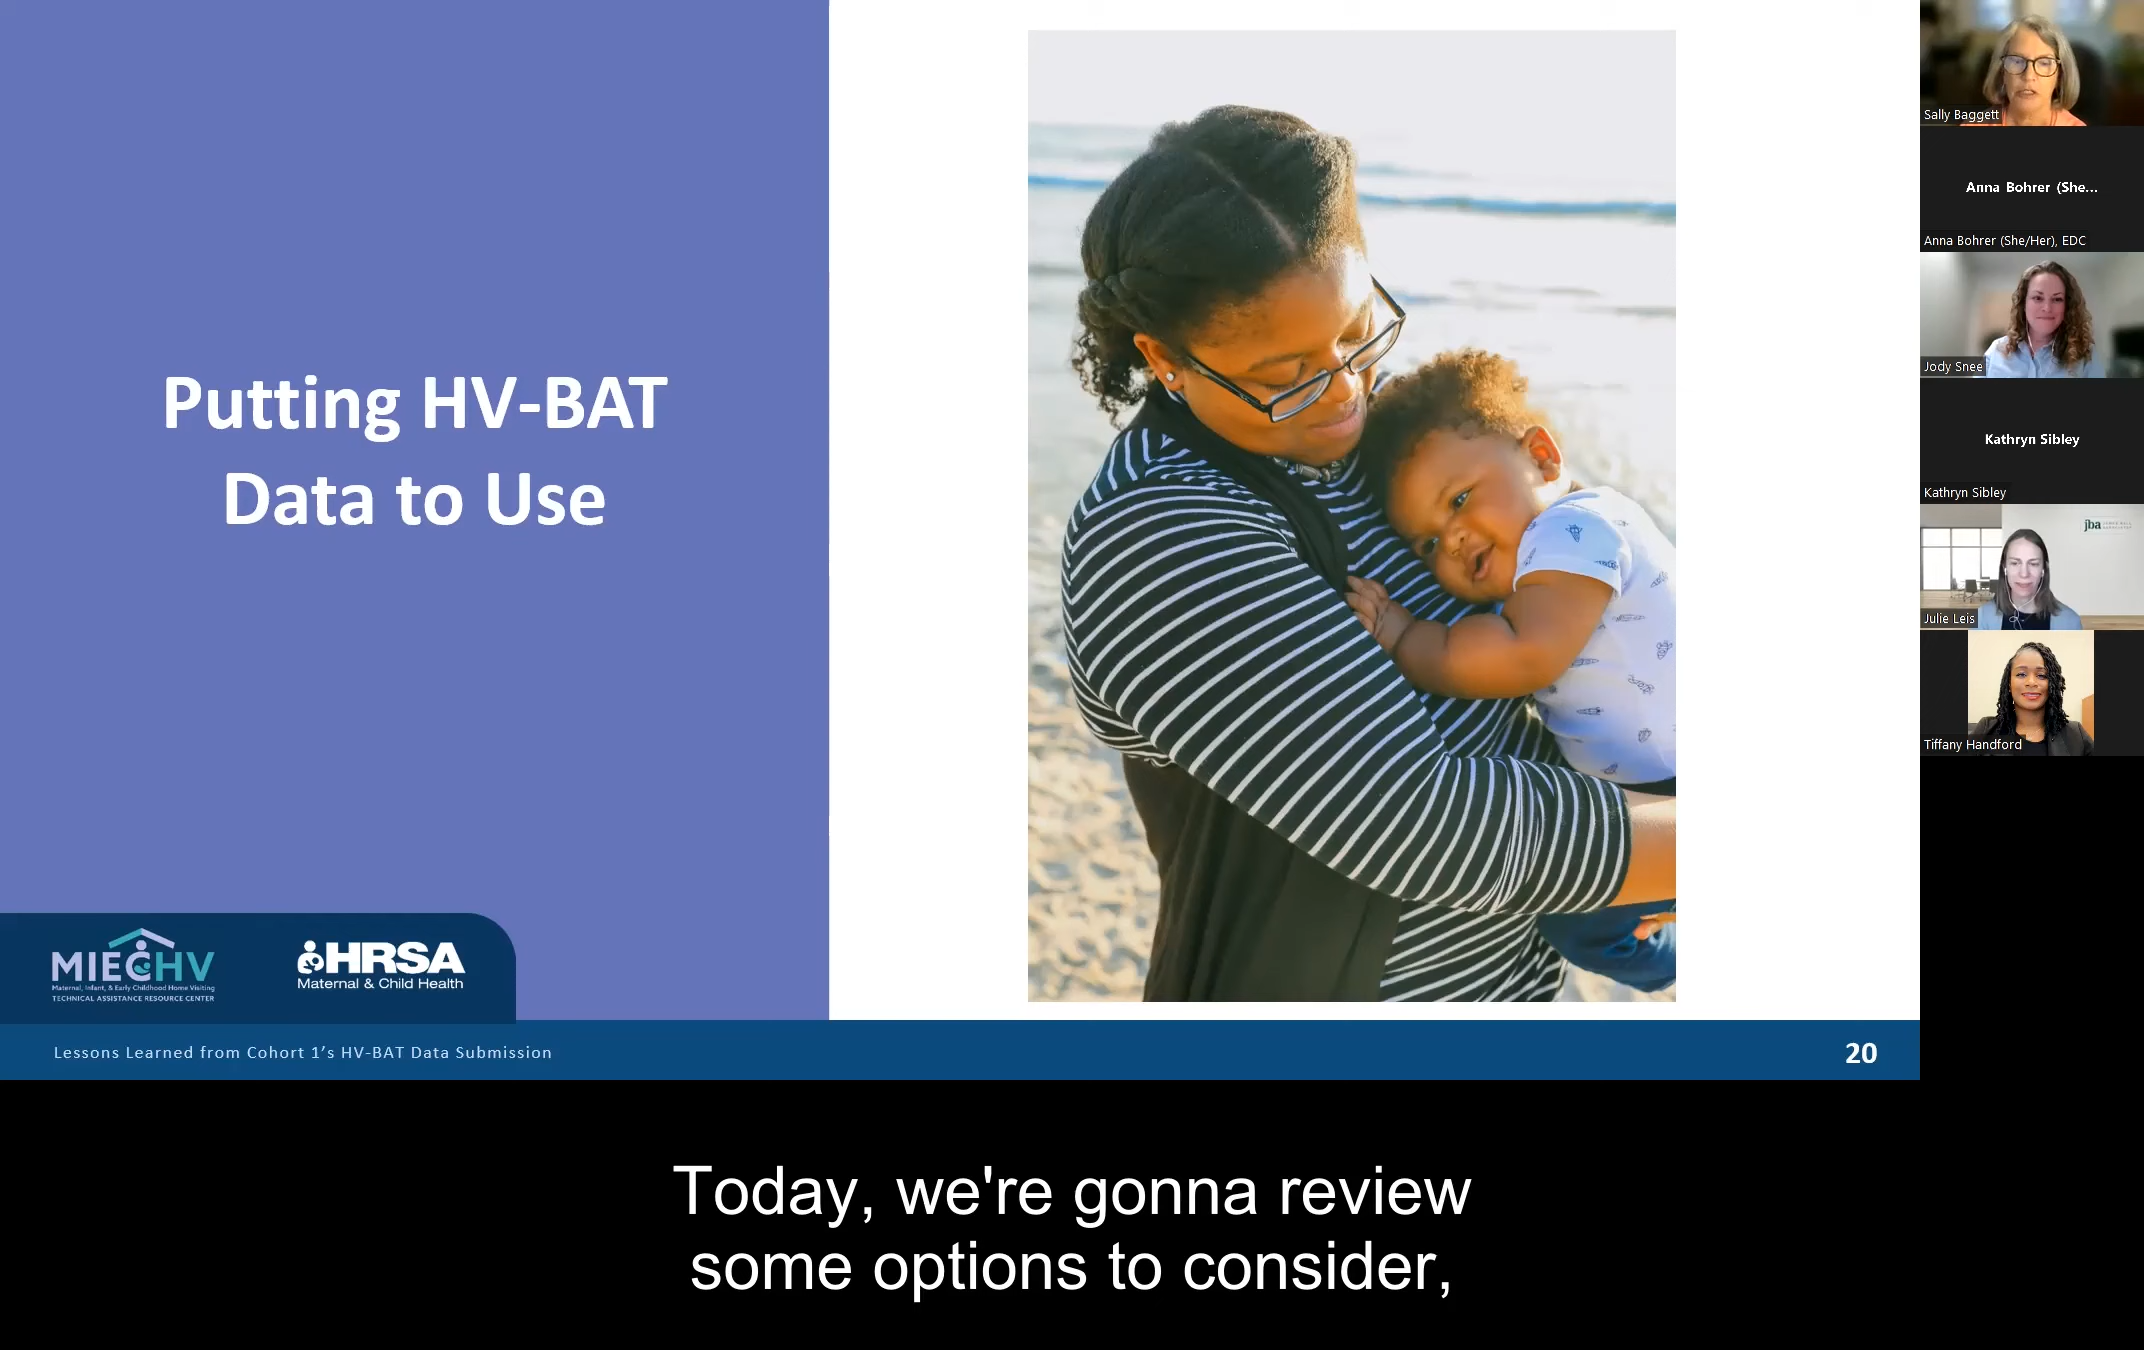 Putting HV-BAT
Data to Use
MIECHV
Maternal, Infant, & Early Childhood Home Visiting
TECHNICAL ASSISTANCE RESOURCE CENTER
HRSA
Maternal & Child Health
Lessons Learned from Cohort 1's HV-BAT Data Submission
20
Sally Baggett
Anna Bohrer (She...
Anna Bohrer (She/Her), EDC
Jody Snee
Kathryn Sibley
Kathryn Sibley
jba
Julie Leis
Tiffany Handford
Today, we're gonna review
some options to consider,